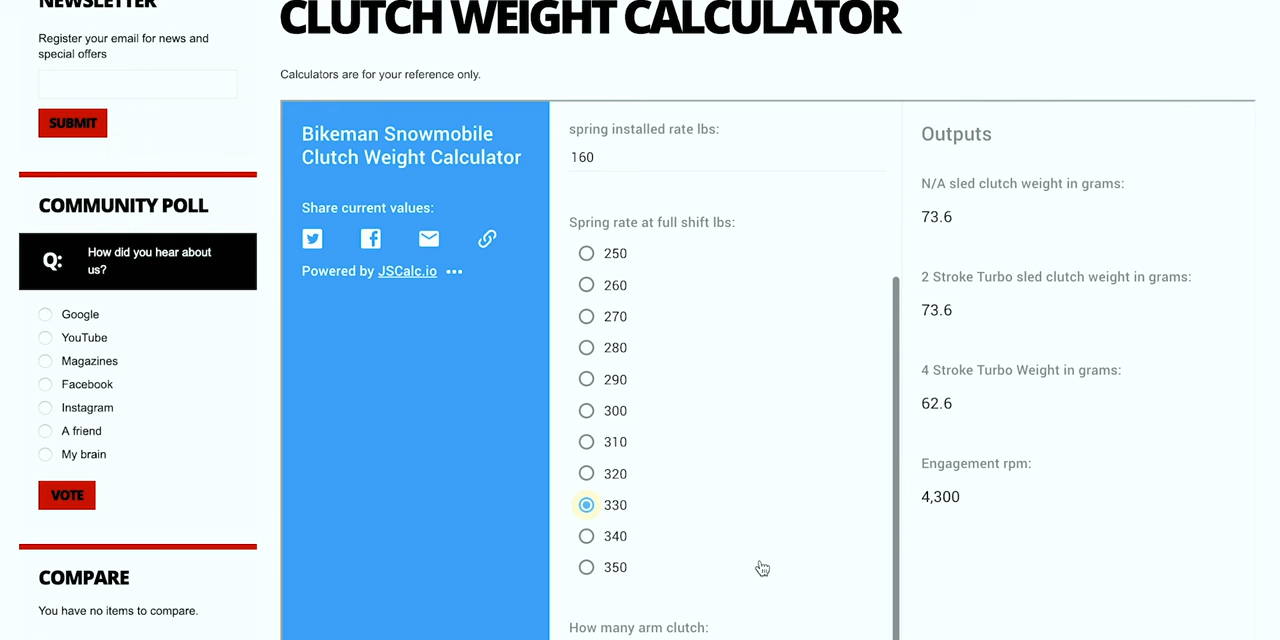 NEWSLETTER
Register your email for news and
special offers
SUBMIT
COMMUNITY POLL
Q:
How did you hear about
us?
Google
YouTube
Magazines
Facebook
Instagram
A friend
My brain
VOTE
COMPARE
You have no items to compare.
CLUTCH WEIGHT CALCULATOR
Calculators are for your reference only.
Bikeman Snowmobile
Clutch Weight Calculator
Share current values:
Powered by JSCalc.io •••
spring installed rate lbs:
160
Spring rate at full shift lbs:
250
260
270
280
290
300
310
320
330
340
350
How many arm clutch:
Outputs
N/A sled clutch weight in grams:
73.6
2 Stroke Turbo sled clutch weight in grams:
73.6
4 Stroke Turbo Weight in grams:
62.6
Engagement rpm:
4,300